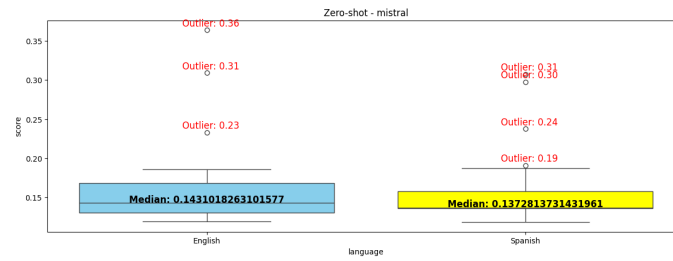 Zero-shot - mistral
Outlier: 0.36
Outlier: 0.31
Outlier: 0.23
Median: 0.1431018263101577
Outlier: 0.31
Outlier: 0.30
Outlier: 0.24
Outlier: 0.19
Median: 0.1372813731431961
score
0.35
0.30
0.25
0.20
0.15
English
Spanish
language